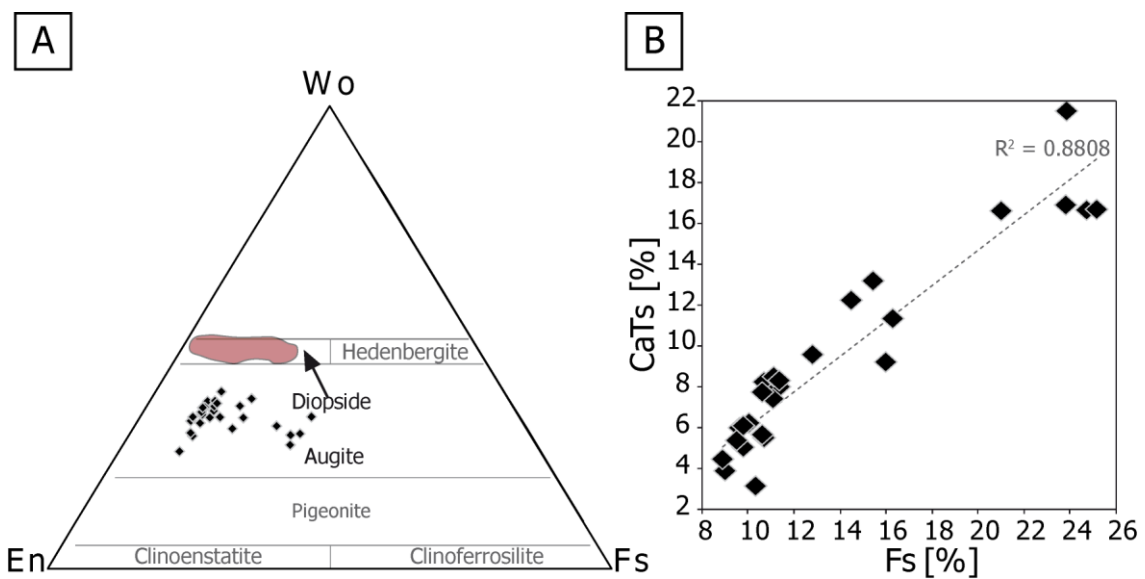 A
Wo
Hedenbergite
Diopside
Augite
Pigeonite
En
Clinoenstatite
Clinoferrosilite
Fs
B
22
20
18
16
14
12
10
8
6
4
2
CaTs [%]
R² = 0.8808
8 10 12 14 16 18 20 22 24 26
Fs [%]